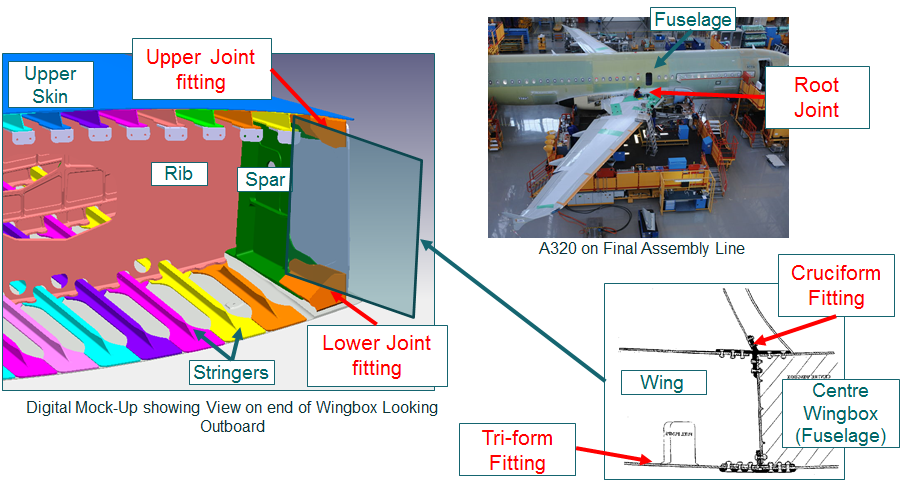 Upper
Skin
Upper Joint
fitting
Rib
Spar
Stringers
Lower Joint
fitting
Digital Mock-Up showing View on end of Wingbox Looking
Outboard
Fuselage
Root
Joint
A320 on Final Assembly Line
Cruciform
Fitting
Wing
Centre
Wingbox
(Fuselage)
Tri-form
Fitting